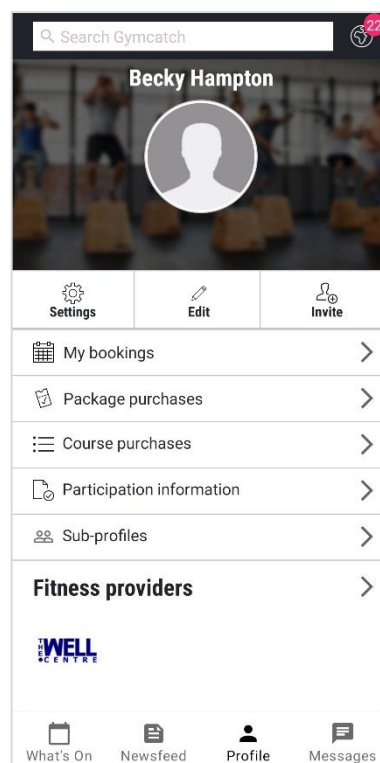 Search Gymcatch
22
Becky Hampton
Settings
Edit
Invite
My bookings
Package purchases
Course purchases
Participation information
Sub-profiles
Fitness providers
THE WELL
CENTRE
What's On
Newsfeed
Profile
Messages